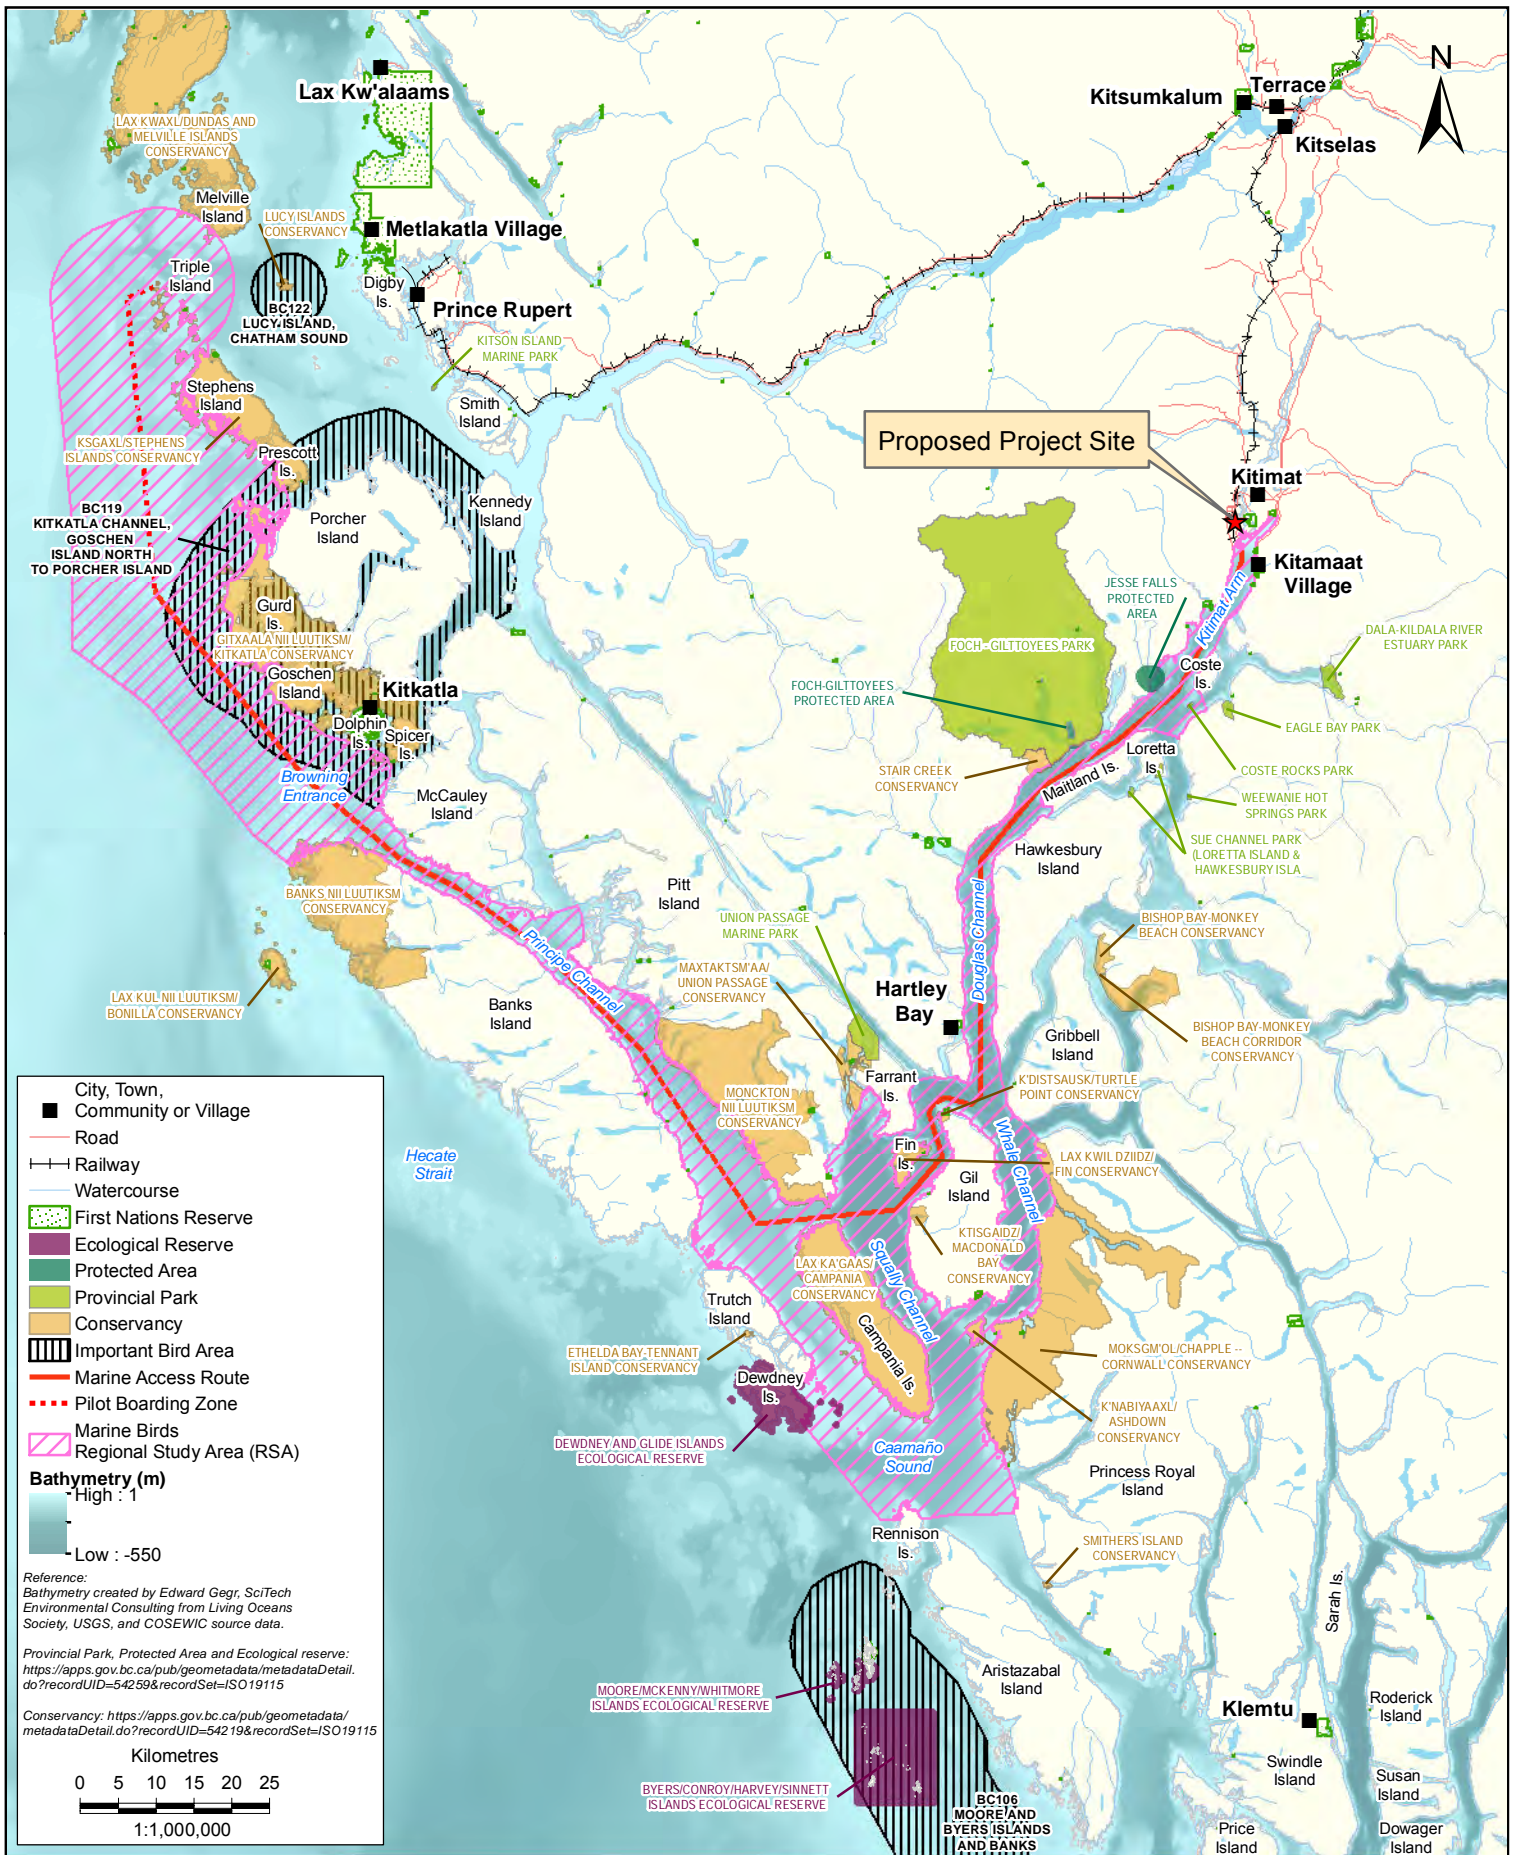 N
Lax Kw'alaams
Kitsumkalum
Terrace
Kitselas
LAX KWAXL/DUNDAS AND
MELVILLE ISLANDS
CONSERVANCY
Melville
Island
LUCY ISLANDS
CONSERVANCY
Metlakatla Village
Triple
Island
Digby
Is.
Prince Rupert
BC122
LUCY ISLAND,
CHATHAM SOUND
KITSON ISLAND
MARINE PARK
Stephens
Island
Smith
Island
KSGAXL/STEPHENS
ISLANDS CONSERVANCY
Prescott
Is.
Proposed Project Site
Kitimat
BC119
KITKATLA CHANNEL,
GOSCHEN
ISLAND NORTH
TO PORCHER ISLAND
Porcher
Island
Kennedy
Island
Kitamaat
Village
Kitimat Arm
JESSE FALLS
PROTECTED
AREA
Gurd
Is.
GITXAALA NII LUUTIKSM/
KITKATLA CONSERVANCY
FOCH - GILTTOYEES PARK
DALA-KILDALA RIVER
ESTUARY PARK
Goschen
Island
Kitkatla
Coste
Is.
FOCH-GILTTOYEES
PROTECTED AREA
Dolphin
Is.
Spicer
Is.
EAGLE BAY PARK
Loretta
Is.
STAIR CREEK
CONSERVANCY
Maitland Is.
COSTE ROCKS PARK
Browning
Entrance
McCauley
Island
WEEWANIE HOT
SPRINGS PARK
Hawkesbury
Island
SUE CHANNEL PARK
(LORETTA ISLAND &
HAWKESBURY ISLA
BANKS NII LUUTIKSM
CONSERVANCY
Pitt
Island
UNION PASSAGE
MARINE PARK
Principe Channel
Douglas Channel
BISHOP BAY-MONKEY
BEACH CONSERVANCY
MAXTAKTSM'AA/
UNION PASSAGE
CONSERVANCY
LAX KUL NII LUUTIKSM/
BONILLA CONSERVANCY
Banks
Island
Hartley
Bay
Gribbell
Island
BISHOP BAY-MONKEY
BEACH CORRIDOR
CONSERVANCY
Farrant
Is.
K'DISTSAUSK/TURTLE
POINT CONSERVANCY
MONCKTON
NII LUUTIKSM
CONSERVANCY
Whale Channel
Fin
Is.
LAX KWIL DZIIDZ/
FIN CONSERVANCY
Hecate
Strait
Gil
Island
KTISGAIDZ/
MACDONALD
BAY
CONSERVANCY
Squally Channel
LAX KA'GAAS/
CAMPANIA
CONSERVANCY
Trutch
Island
Campania Is.
ETHELDA BAY-TENNANT
ISLAND CONSERVANCY
MOKSGM'OL/CHAPPLE --
CORNWALL CONSERVANCY
Dewdney
Is.
K'NABIYAAXL/
ASHDOWN
CONSERVANCY
DEWDNEY AND GLIDE ISLANDS
ECOLOGICAL RESERVE
Caamaño
Sound
Princess Royal
Island
Rennison
Is.
SMITHERS ISLAND
CONSERVANCY
Sarah Is.
Aristazabal
Island
MOORE/MCKENNY/WHITMORE
ISLANDS ECOLOGICAL RESERVE
Klemtu
Roderick
Island
Swindle
Island
BYERS/CONROY/HARVEY/SINNETT
ISLANDS ECOLOGICAL RESERVE
Susan
Island
BC106
MOORE AND
BYERS ISLANDS
AND BANKS
Price
Island
Dowager
Island
City, Town,
Community or Village
Road
Railway
Watercourse
First Nations Reserve
Ecological Reserve
Protected Area
Provincial Park
Conservancy
Important Bird Area
Marine Access Route
Pilot Boarding Zone
Marine Birds
Regional Study Area (RSA)
Bathymetry (m)
High : 1
Low : -550
Reference:
Bathymetry created by Edward Gegr, SciTech
Environmental Consulting from Living Oceans
Society, USGS, and COSEWIC source data.
Provincial Park, Protected Area and Ecological reserve:
https://apps.gov.bc.ca/pub/geometadata/metadataDetail.
do?recordUID=54259&recordSet=ISO19115
Conservancy: https://apps.gov.bc.ca/pub/geometadata/
metadataDetail.do?recordUID=54219&recordSet=ISO19115
Kilometres
0 5 10 15 20 25
1:1,000,000